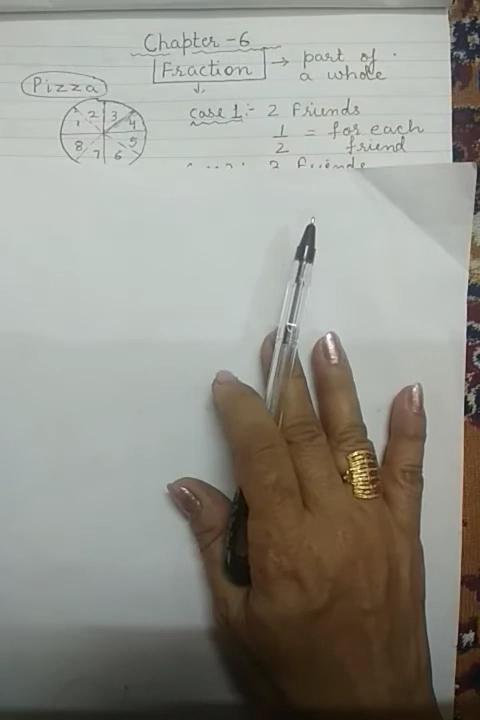 Chapter-6
Fraction → part of a whole
Pizza
1 2 3 4 5 6 7 8
Case 1:- 2 Friends
1/2 = for each friend